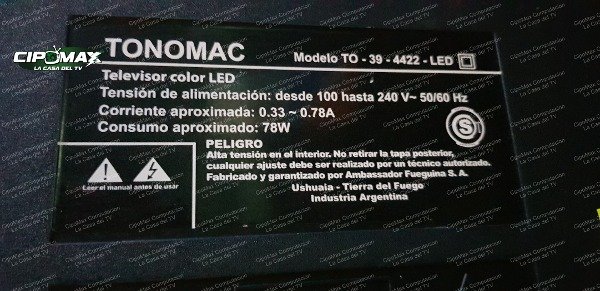 CIPOMAX
LA CASA DEL TV
TONOMAC
Modelo TO - 39 - 4422 - LED
Televisor color LED
Tensión de alimentación: desde 100 hasta 240 V~ 50/60 Hz
Corriente aproximada: 0.33 ~ 0.78A
Consumo aproximado: 78W
S
PELIGRO
Alta tensión en el interior. No retirar la tapa posterior,
cualquier ajuste debe ser realizado por un técnico autorizado.
Fabricado y garantizado por Ambassador Fueguina S. A.
Leer el manual antes de usar
Ushuaia - Tierra del Fuego
Industria Argentina